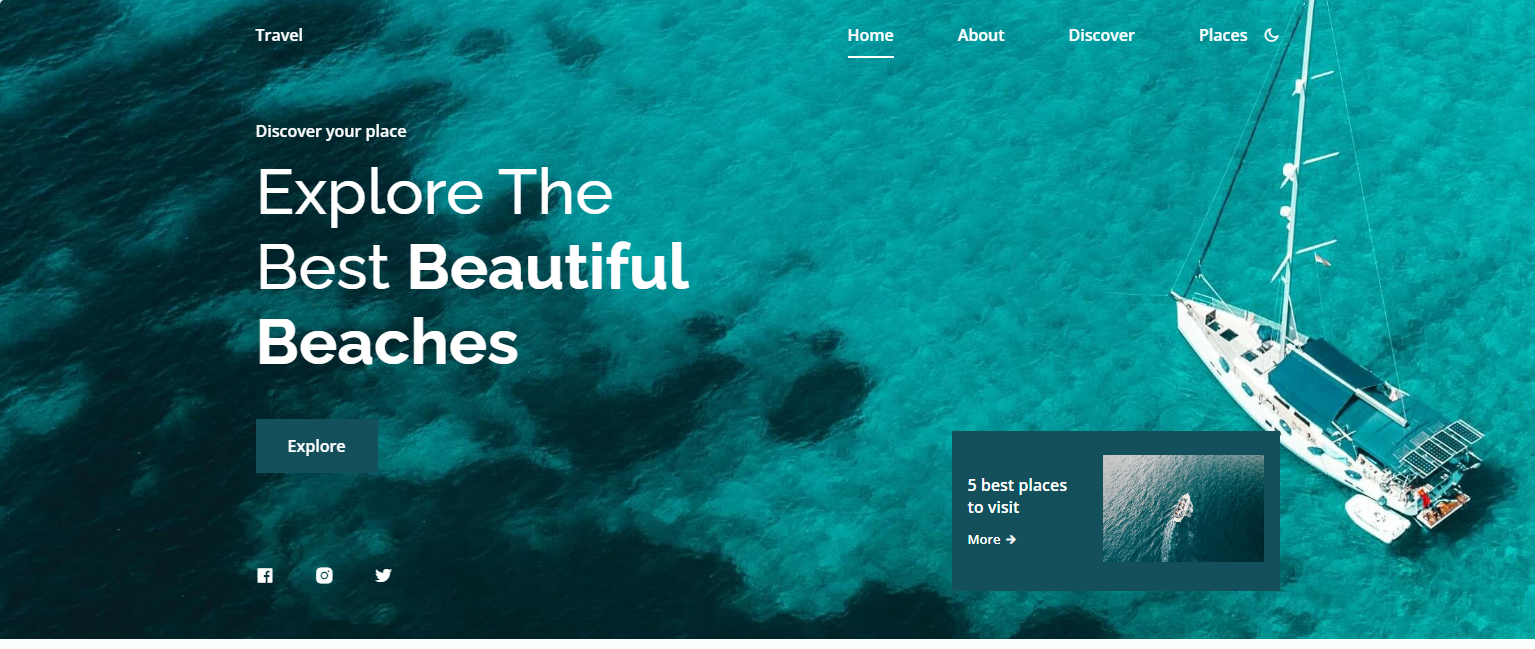 Travel
Home
About
Discover
Places
Discover your place
Explore The
Best Beautiful
Beaches
Explore
5 best places
to visit
More →